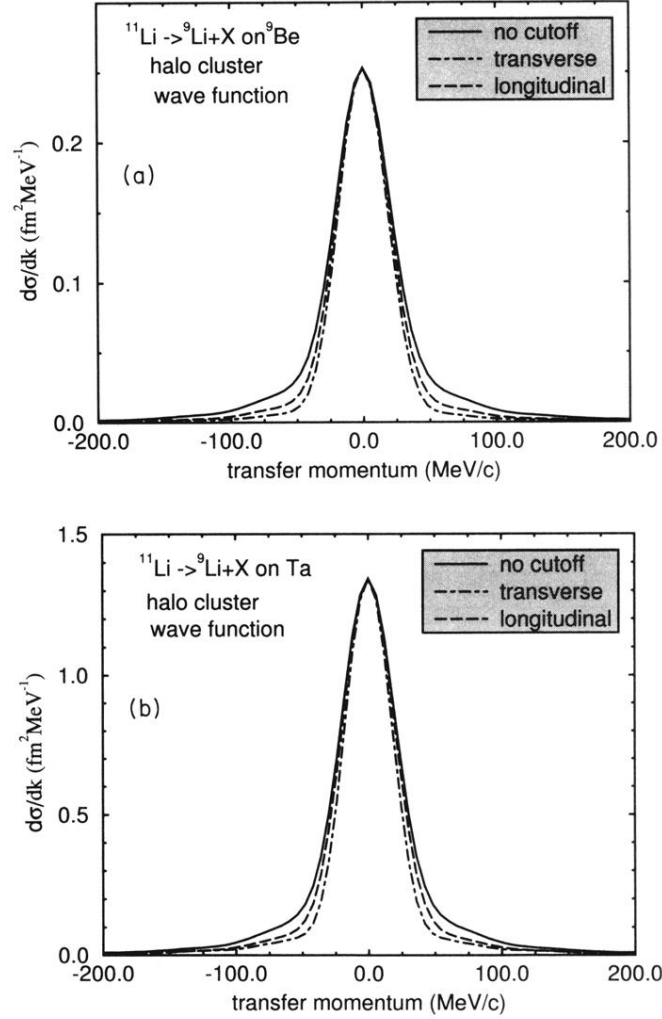 ¹¹Li ->⁹Li+X on⁹Be
halo cluster
wave function
no cutoff
transverse
longitudinal
(a)
dσ/dk (fm²MeV⁻¹)
0.2
0.1
0.0
-200.0 -100.0 0.0 100.0 200.0
transfer momentum (MeV/c)
¹¹Li ->⁹Li+X on Ta
halo cluster
wave function
no cutoff
transverse
longitudinal
(b)
dσ/dk (fm²MeV⁻¹)
1.5
1.0
0.5
0.0
-200.0 -100.0 0.0 100.0 200.0
transfer momentum (MeV/c)